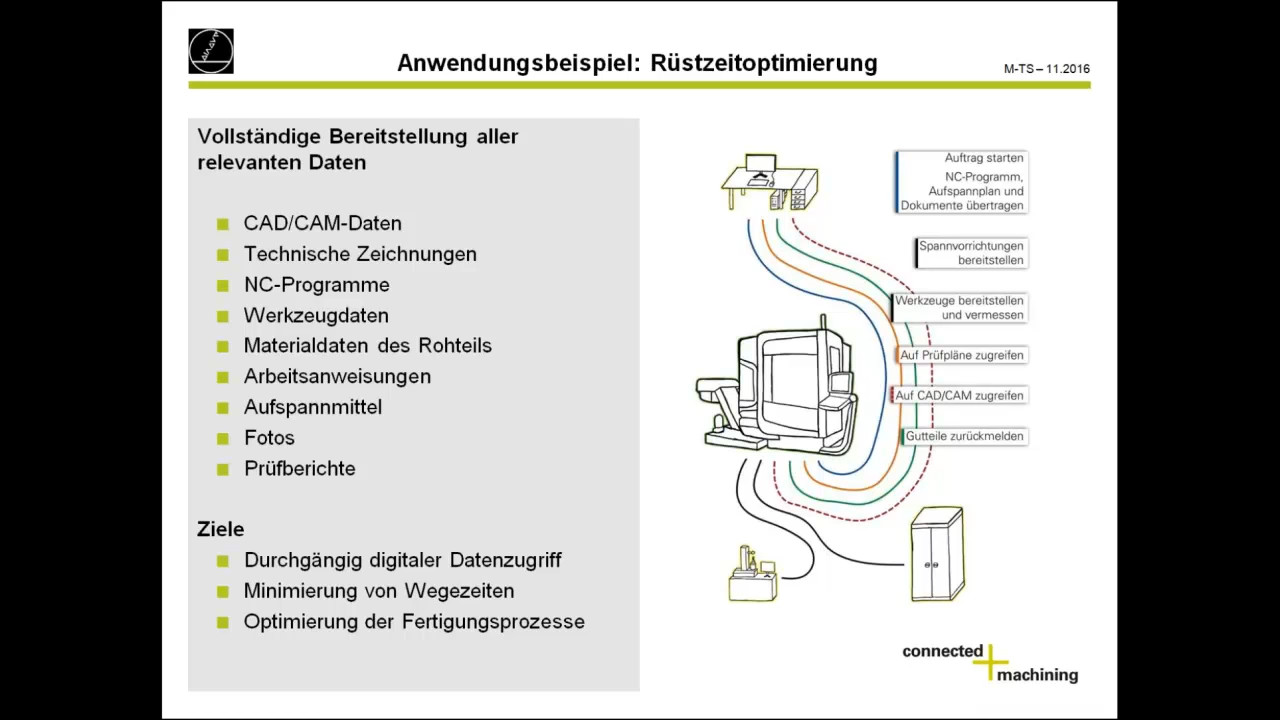 Anwendungsbeispiel: Rüstzeitoptimierung
M-TS – 11.2016
Vollständige Bereitstellung aller
relevanten Daten
CAD/CAM-Daten
Technische Zeichnungen
NC-Programme
Werkzeugdaten
Materialdaten des Rohteils
Arbeitsanweisungen
Aufspannmittel
Fotos
Prüfberichte
Ziele
Durchgängig digitaler Datenzugriff
Minimierung von Wegezeiten
Optimierung der Fertigungsprozesse
Auftrag starten
NC-Programm,
Aufspannplan und
Dokumente übertragen
Spannvorrichtungen
bereitstellen
Werkzeuge bereitstellen
und vermessen
Auf Prüfpläne zugreifen
Auf CAD/CAM zugreifen
Gutteile zurückmelden
connected
machining